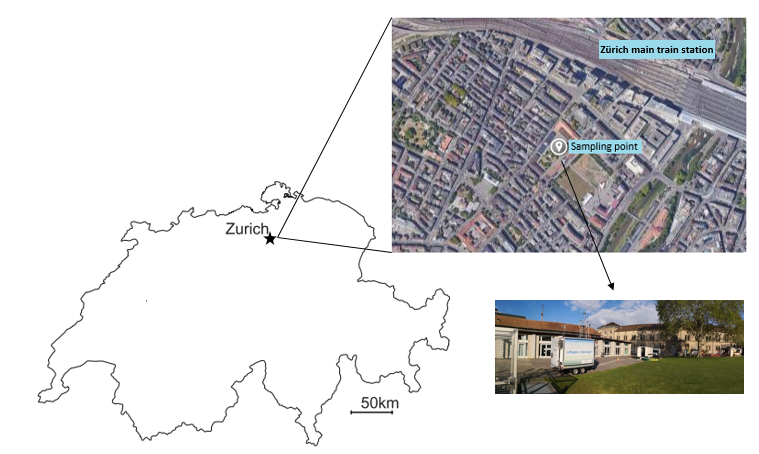 Zürich main train station
Sampling point
Zurich
50km